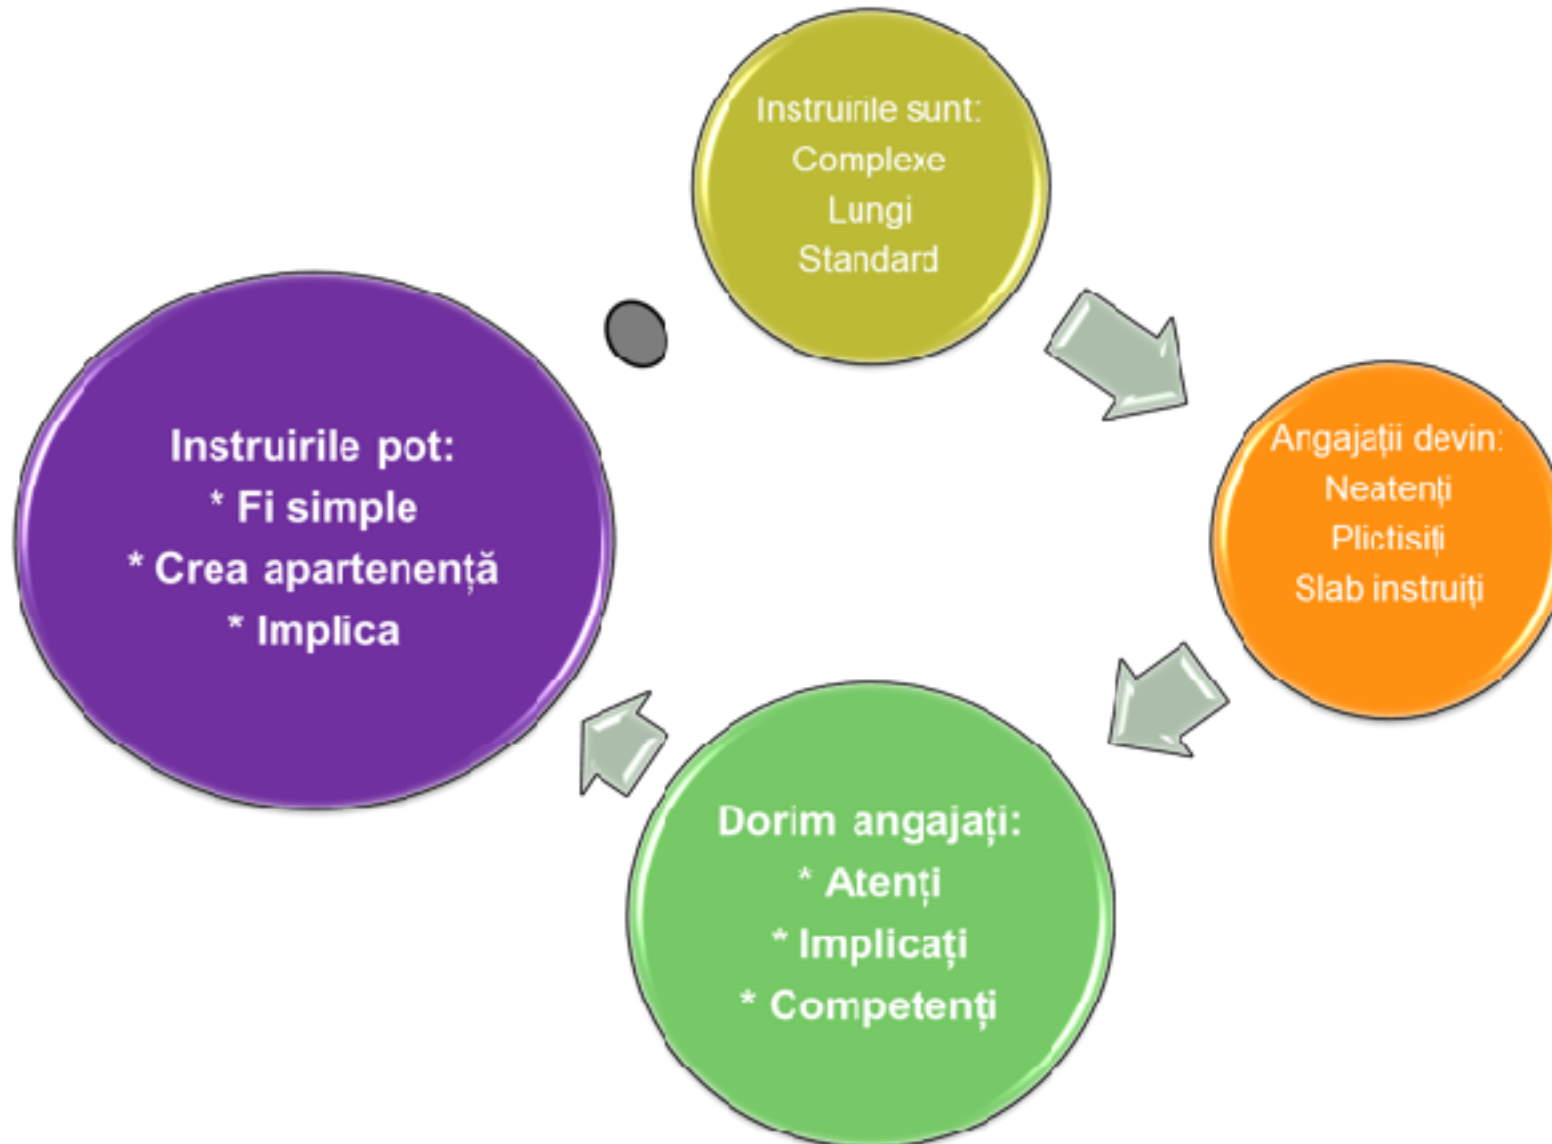 Instruirile sunt:
Complexe
Lungi
Standard
Angajații devin:
Neatenți
Plictisiți
Slab instruiți
Dorim angajați:
* Atenți
* Implicați
* Competenți
Instruirile pot:
* Fi simple
* Crea apartenență
* Implica